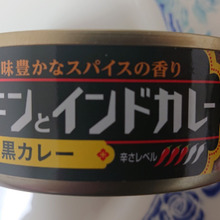 味豊かなスパイスの香り
キンとインドカレー
黒カレー
辛さレベル